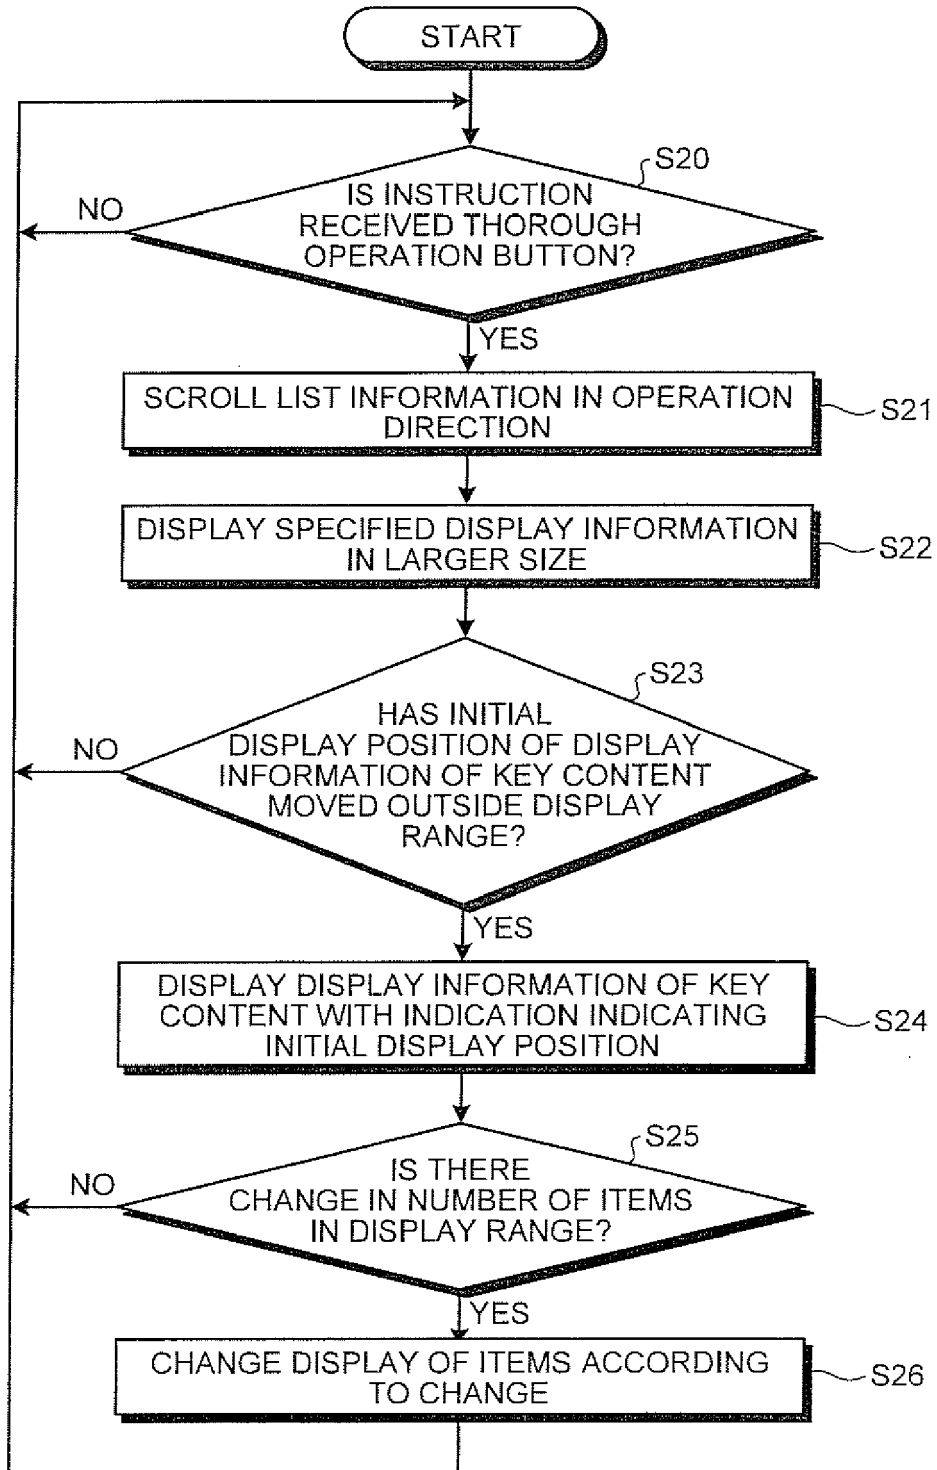 START
S20
IS INSTRUCTION
RECEIVED THOROUGH
OPERATION BUTTON?
NO
YES
SCROLL LIST INFORMATION IN OPERATION
DIRECTION
S21
DISPLAY SPECIFIED DISPLAY INFORMATION
IN LARGER SIZE
S22
S23
HAS INITIAL
DISPLAY POSITION OF DISPLAY
INFORMATION OF KEY CONTENT
MOVED OUTSIDE DISPLAY
RANGE?
NO
YES
DISPLAY DISPLAY INFORMATION OF KEY
CONTENT WITH INDICATION INDICATING
INITIAL DISPLAY POSITION
S24
S25
IS THERE
CHANGE IN NUMBER OF ITEMS
IN DISPLAY RANGE?
NO
YES
CHANGE DISPLAY OF ITEMS ACCORDING
TO CHANGE
S26